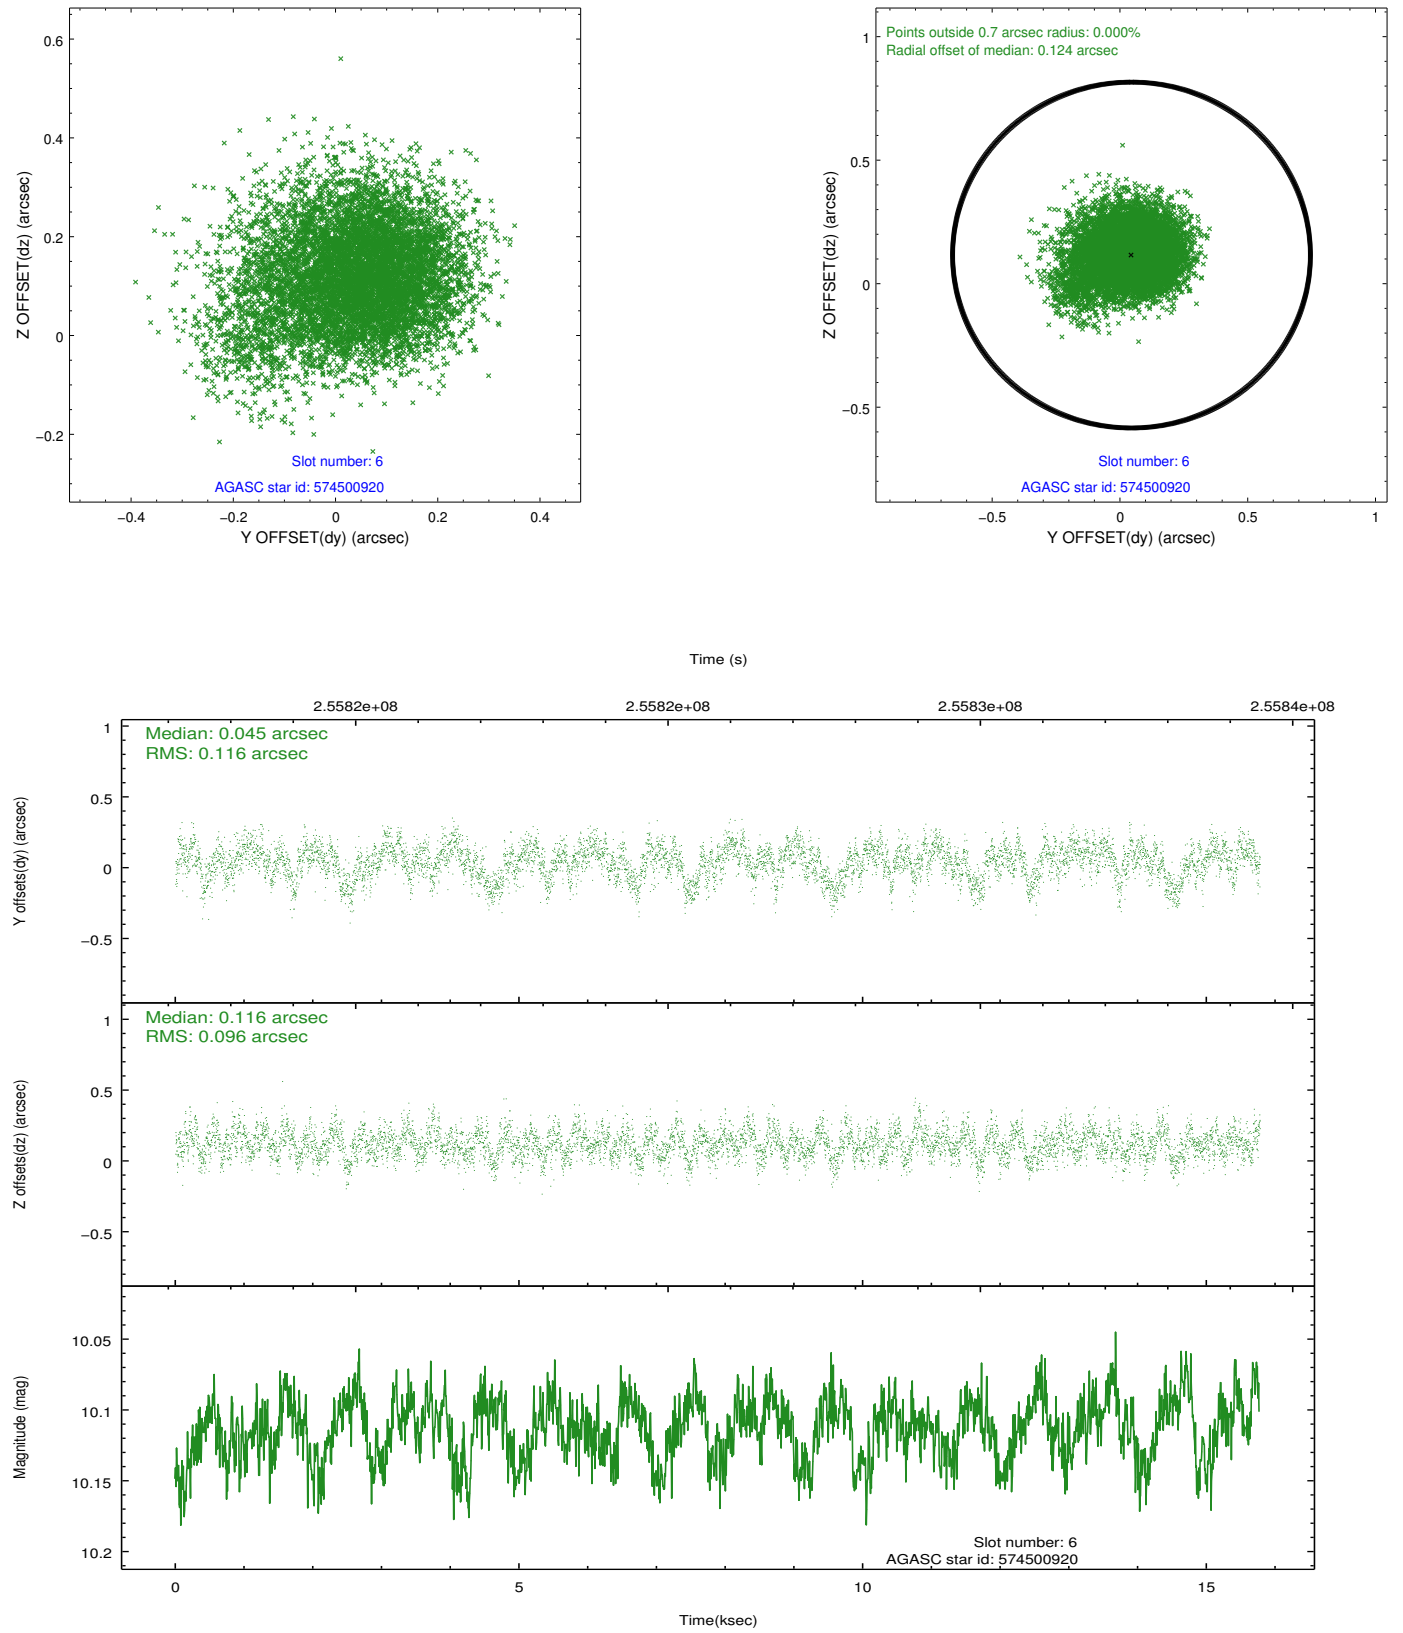 0.6
0.4
0.2
0
−0.2
Z OFFSET(dz) (arcsec)
Slot number: 6
AGASC star id: 574500920
−0.4 −0.2 0 0.2 0.4
Y OFFSET(dy) (arcsec)
Points outside 0.7 arcsec radius: 0.000%
Radial offset of median: 0.124 arcsec
1
0.5
0
−0.5
Z OFFSET(dz) (arcsec)
Slot number: 6
AGASC star id: 574500920
−0.5 0 0.5 1
Y OFFSET(dy) (arcsec)
Time (s)
2.5582e+08 2.5582e+08 2.5583e+08 2.5584e+08
Median: 0.045 arcsec
RMS: 0.116 arcsec
1
0.5
0
−0.5
Y offsets(dy) (arcsec)
Median: 0.116 arcsec
RMS: 0.096 arcsec
1
0.5
0
−0.5
Z offsets(dz) (arcsec)
10.05
10.1
10.15
10.2
Magnitude (mag)
Slot number: 6
AGASC star id: 574500920
0 5 10 15
Time(ksec)